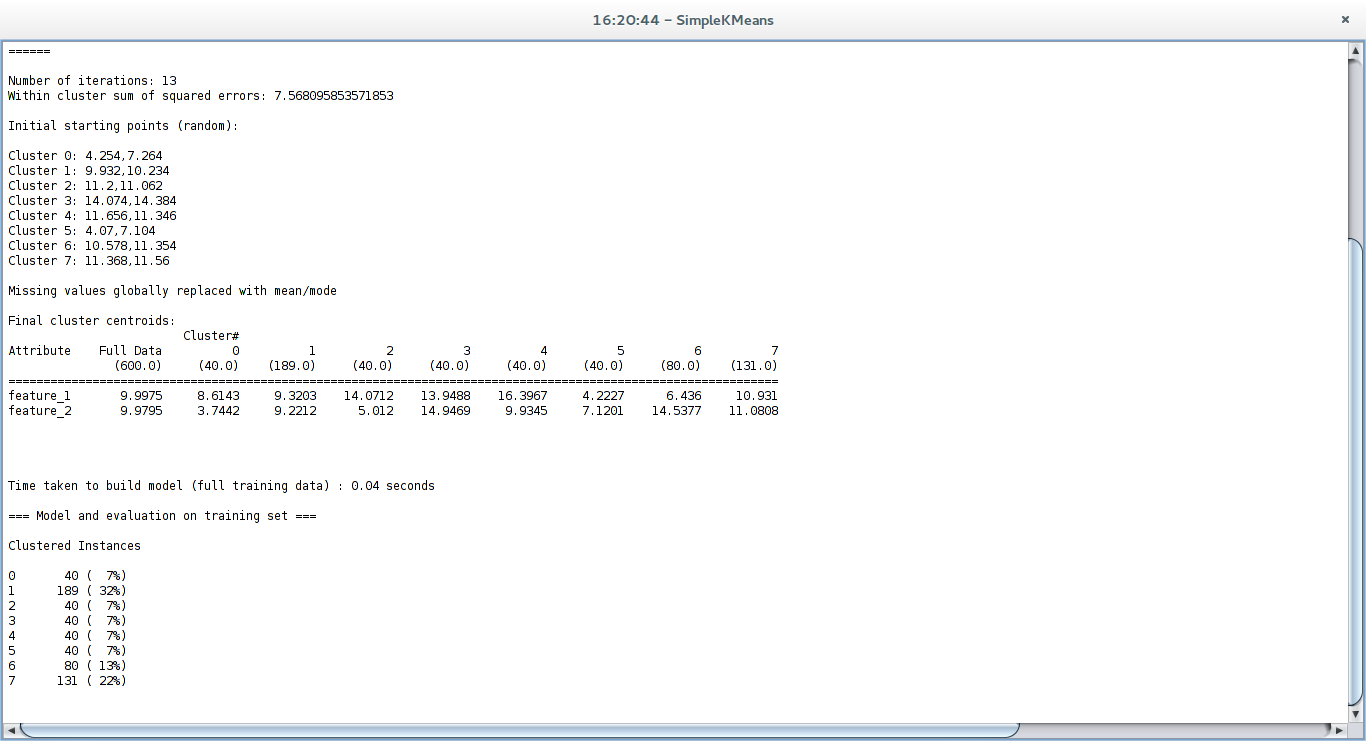 16:20:44 – SimpleKMeans ×
======
Number of iterations: 13
Within cluster sum of squared errors: 7.568095853571853
Initial starting points (random):
Cluster 0: 4.254,7.264
Cluster 1: 9.932,10.234
Cluster 2: 11.2,11.062
Cluster 3: 14.074,14.384
Cluster 4: 11.656,11.346
Cluster 5: 4.07,7.104
Cluster 6: 10.578,11.354
Cluster 7: 11.368,11.56
Missing values globally replaced with mean/mode
Final cluster centroids:
Cluster#
Attribute Full Data 0 1 2 3 4 5 6 7
(600.0) (40.0) (189.0) (40.0) (40.0) (40.0) (40.0) (80.0) (131.0)
==============================================================================================================
feature_1 9.9975 8.6143 9.3203 14.0712 13.9488 16.3967 4.2227 6.436 10.931
feature_2 9.9795 3.7442 9.2212 5.012 14.9469 9.9345 7.1201 14.5377 11.0808
Time taken to build model (full training data) : 0.04 seconds
=== Model and evaluation on training set ===
Clustered Instances
0 40 ( 7%)
1 189 ( 32%)
2 40 ( 7%)
3 40 ( 7%)
4 40 ( 7%)
5 40 ( 7%)
6 80 ( 13%)
7 131 ( 22%)